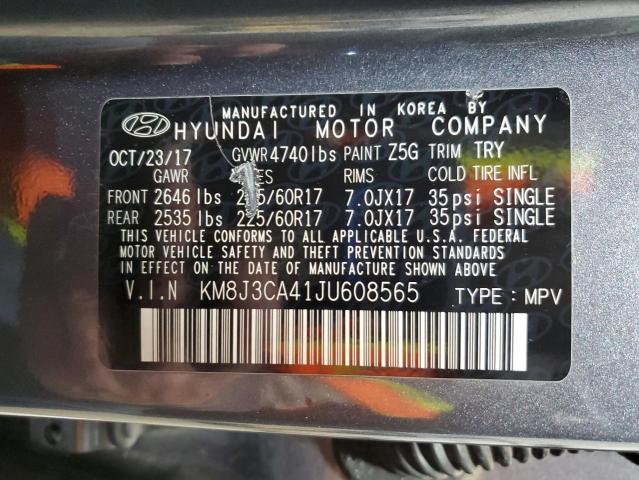 MANUFACTURED IN KOREA BY
HYUNDAI MOTOR COMPANY
OCT/23/17 GVWR 4740lbs PAINT Z5G TRIM TRY
GAWR RIMS COLD TIRE INFL
FRONT 2646 lbs 7.0JX17 35psi SINGLE
REAR 2535 lbs 225/60R17 7.0JX17 35psi SINGLE
THIS VEHICLE CONFORMS TO ALL APPLICABLE U.S.A. FEDERAL
MOTOR VEHICLE SAFETY AND THEFT PREVENTION STANDARDS
IN EFFECT ON THE DATE OF MANUFACTURE SHOWN ABOVE.
V.I.N KM8J3CA41JU608565 TYPE : MPV